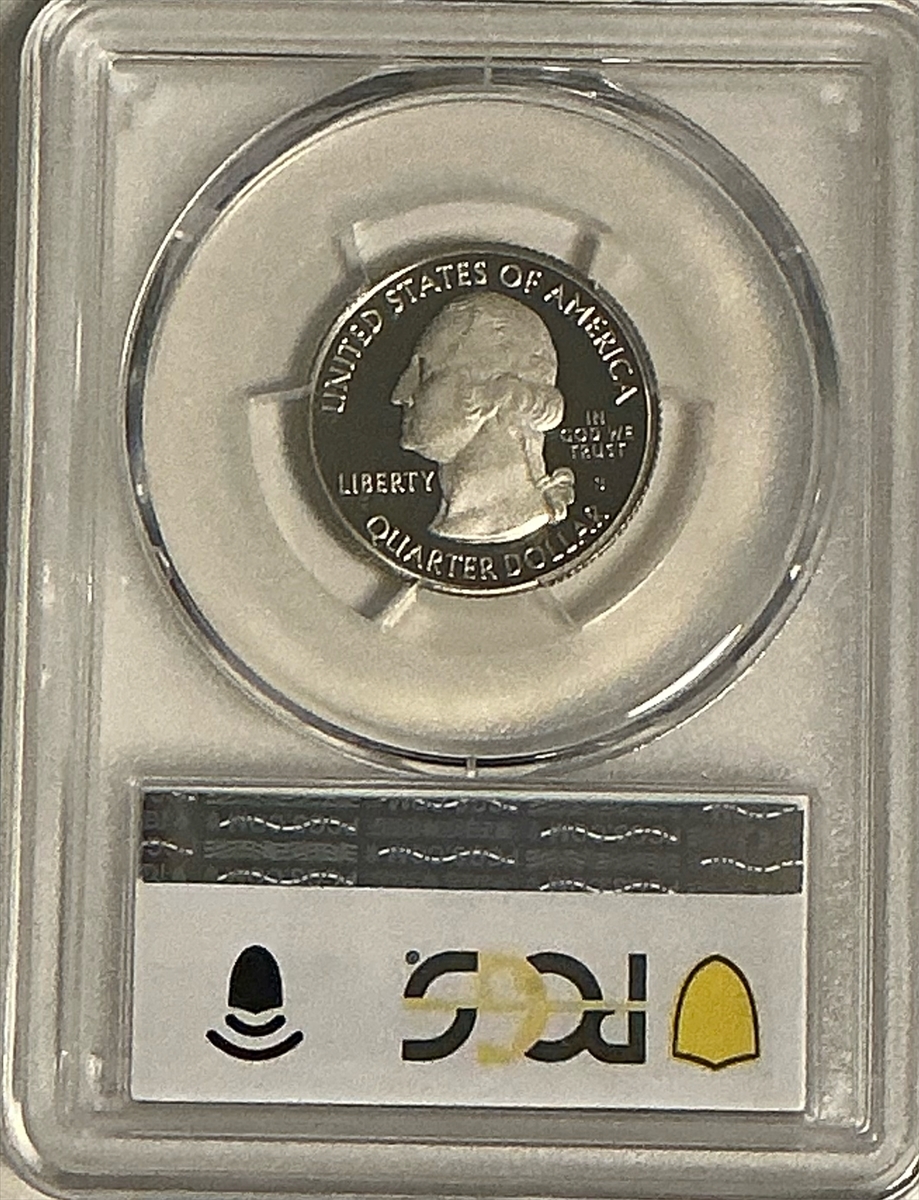 UNITED STATES OF AMERICA
IN
GOD WE
TRUST
LIBERTY
S
QUARTER DOLLAR
PCGS